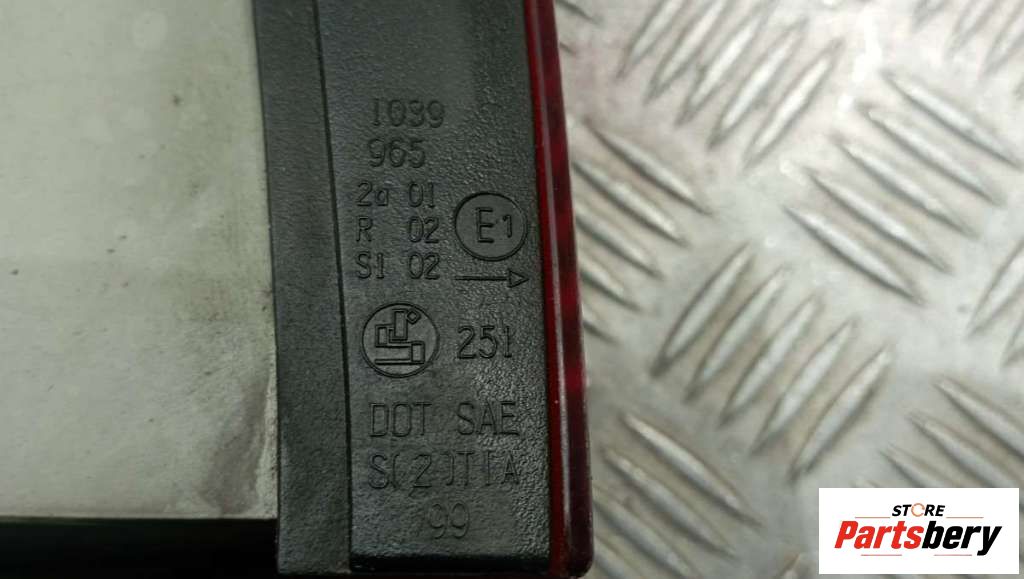 1039
965
2a 01
R 02
S1 02
E1
251
DOT SAE
S(2)TIA
99
STORE
Partsbery